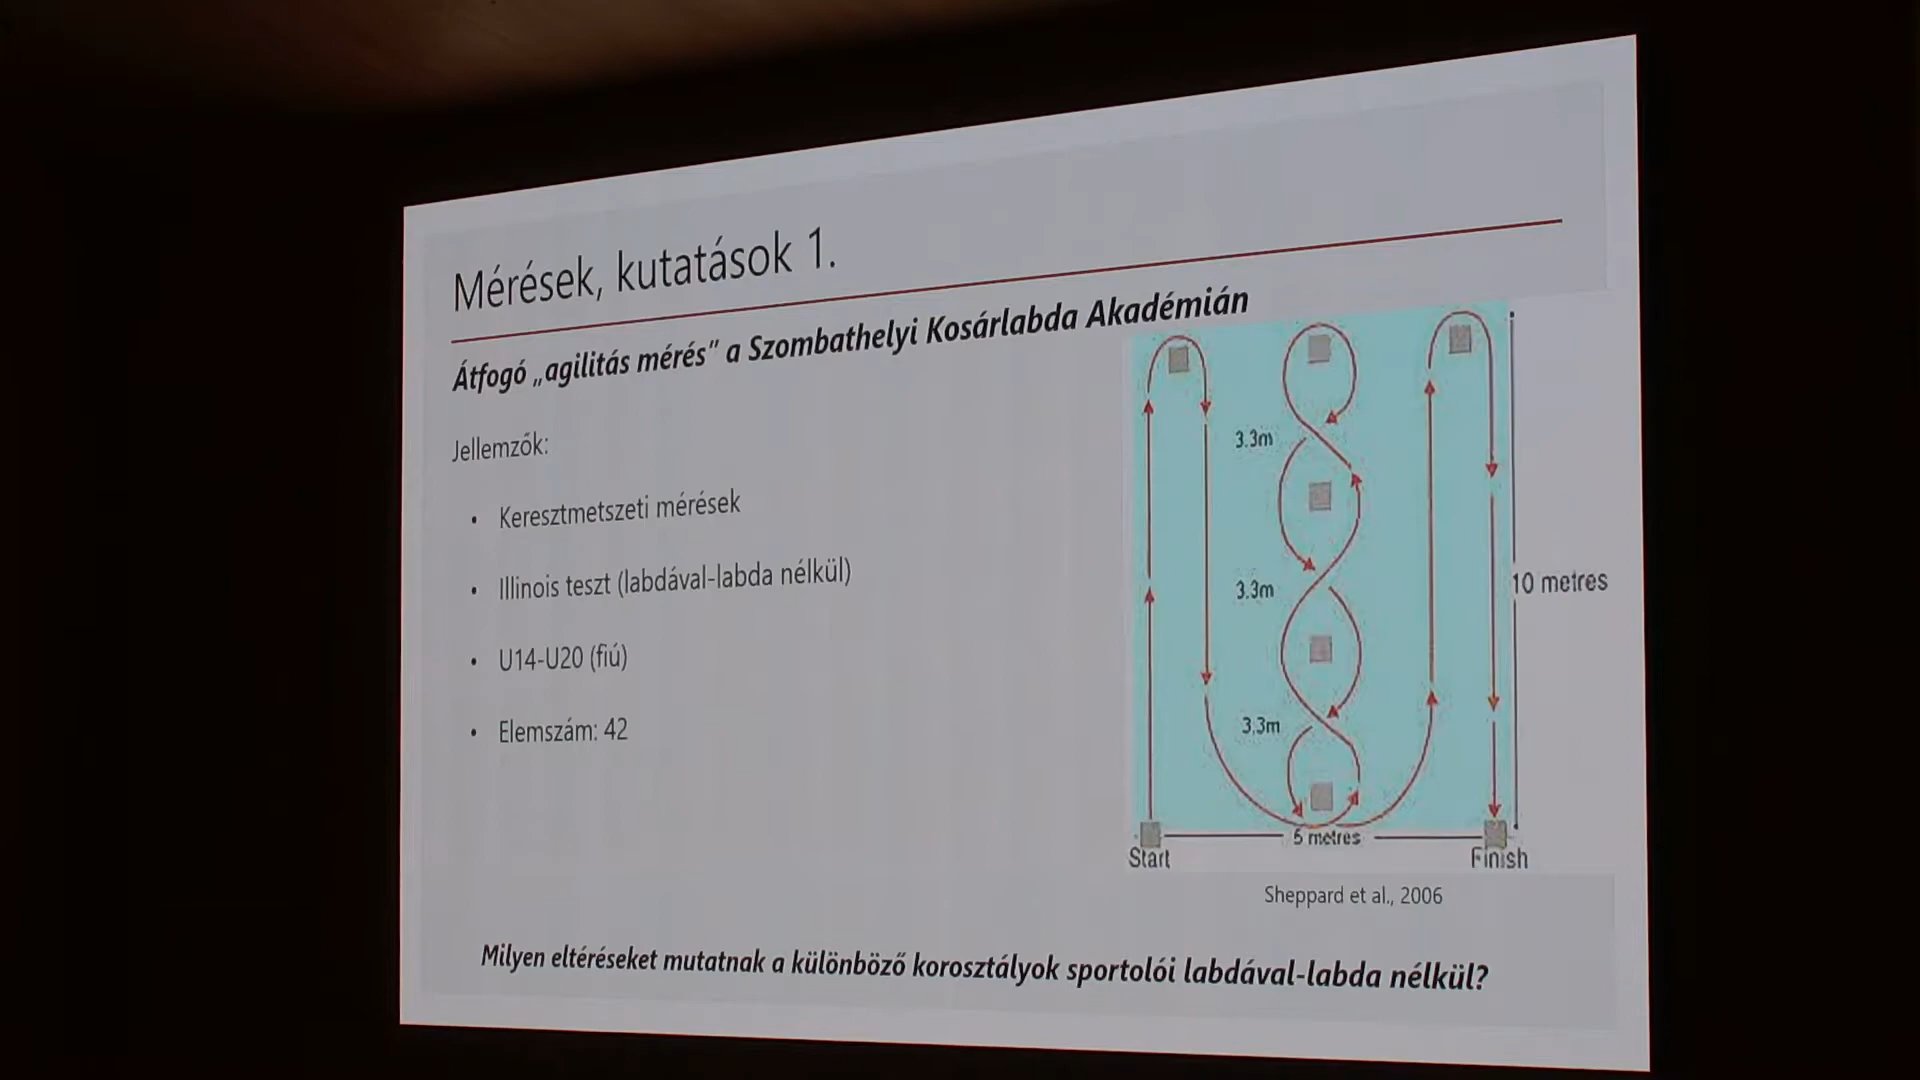 Mérések, kutatások 1.
Átfogó „agilitás mérés” a Szombathelyi Kosárlabda Akadémián
Jellemzők:
• Keresztmetszeti mérések
• Illinois teszt (labdával-labda nélkül)
• U14-U20 (fiú)
• Elemszám: 42
3.3m
3.3m
3.3m
10 metres
5 metres
Start
Finish
Sheppard et al., 2006
Milyen eltéréseket mutatnak a különböző korosztályok sportolói labdával-labda nélkül?